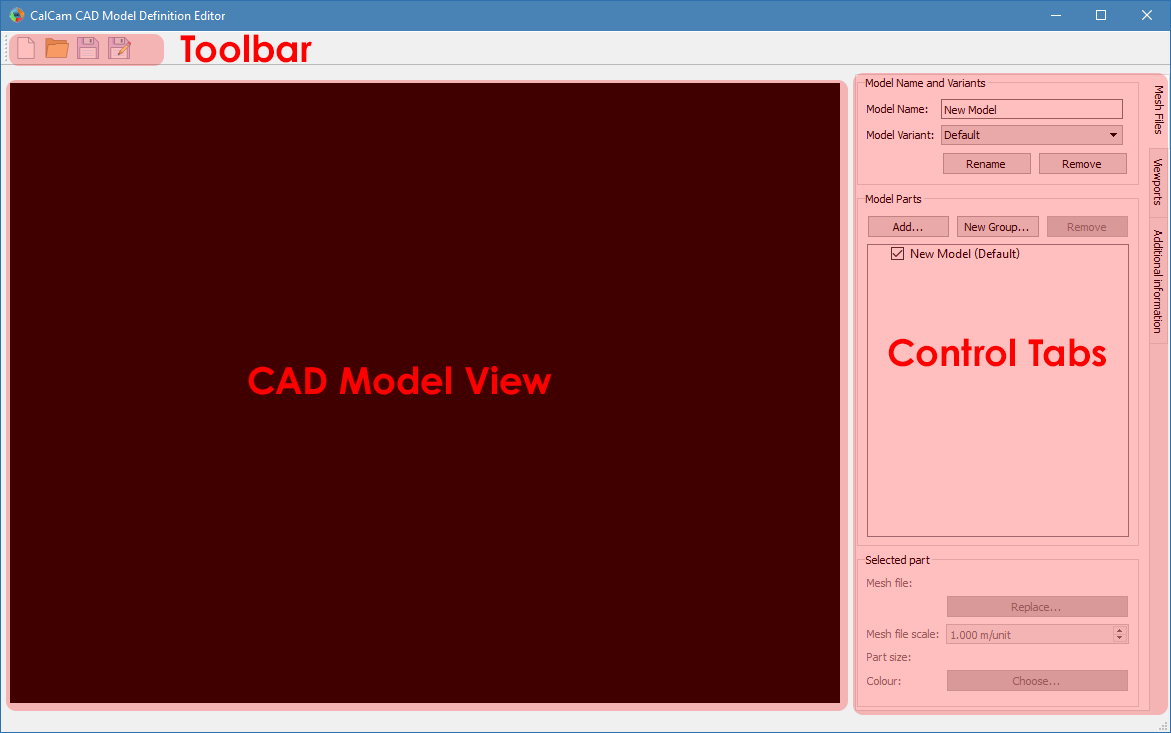 CalCam CAD Model Definition Editor
Toolbar
CAD Model View
Model Name and Variants
Model Name: New Model
Model Variant: Default
Rename Remove
Model Parts
Add... New Group... Remove
New Model (Default)
Control Tabs
Selected part
Mesh file:
Replace...
Mesh file scale: 1.000 m/unit
Part size:
Colour: Choose...
Mesh Files
Viewports
Additional information